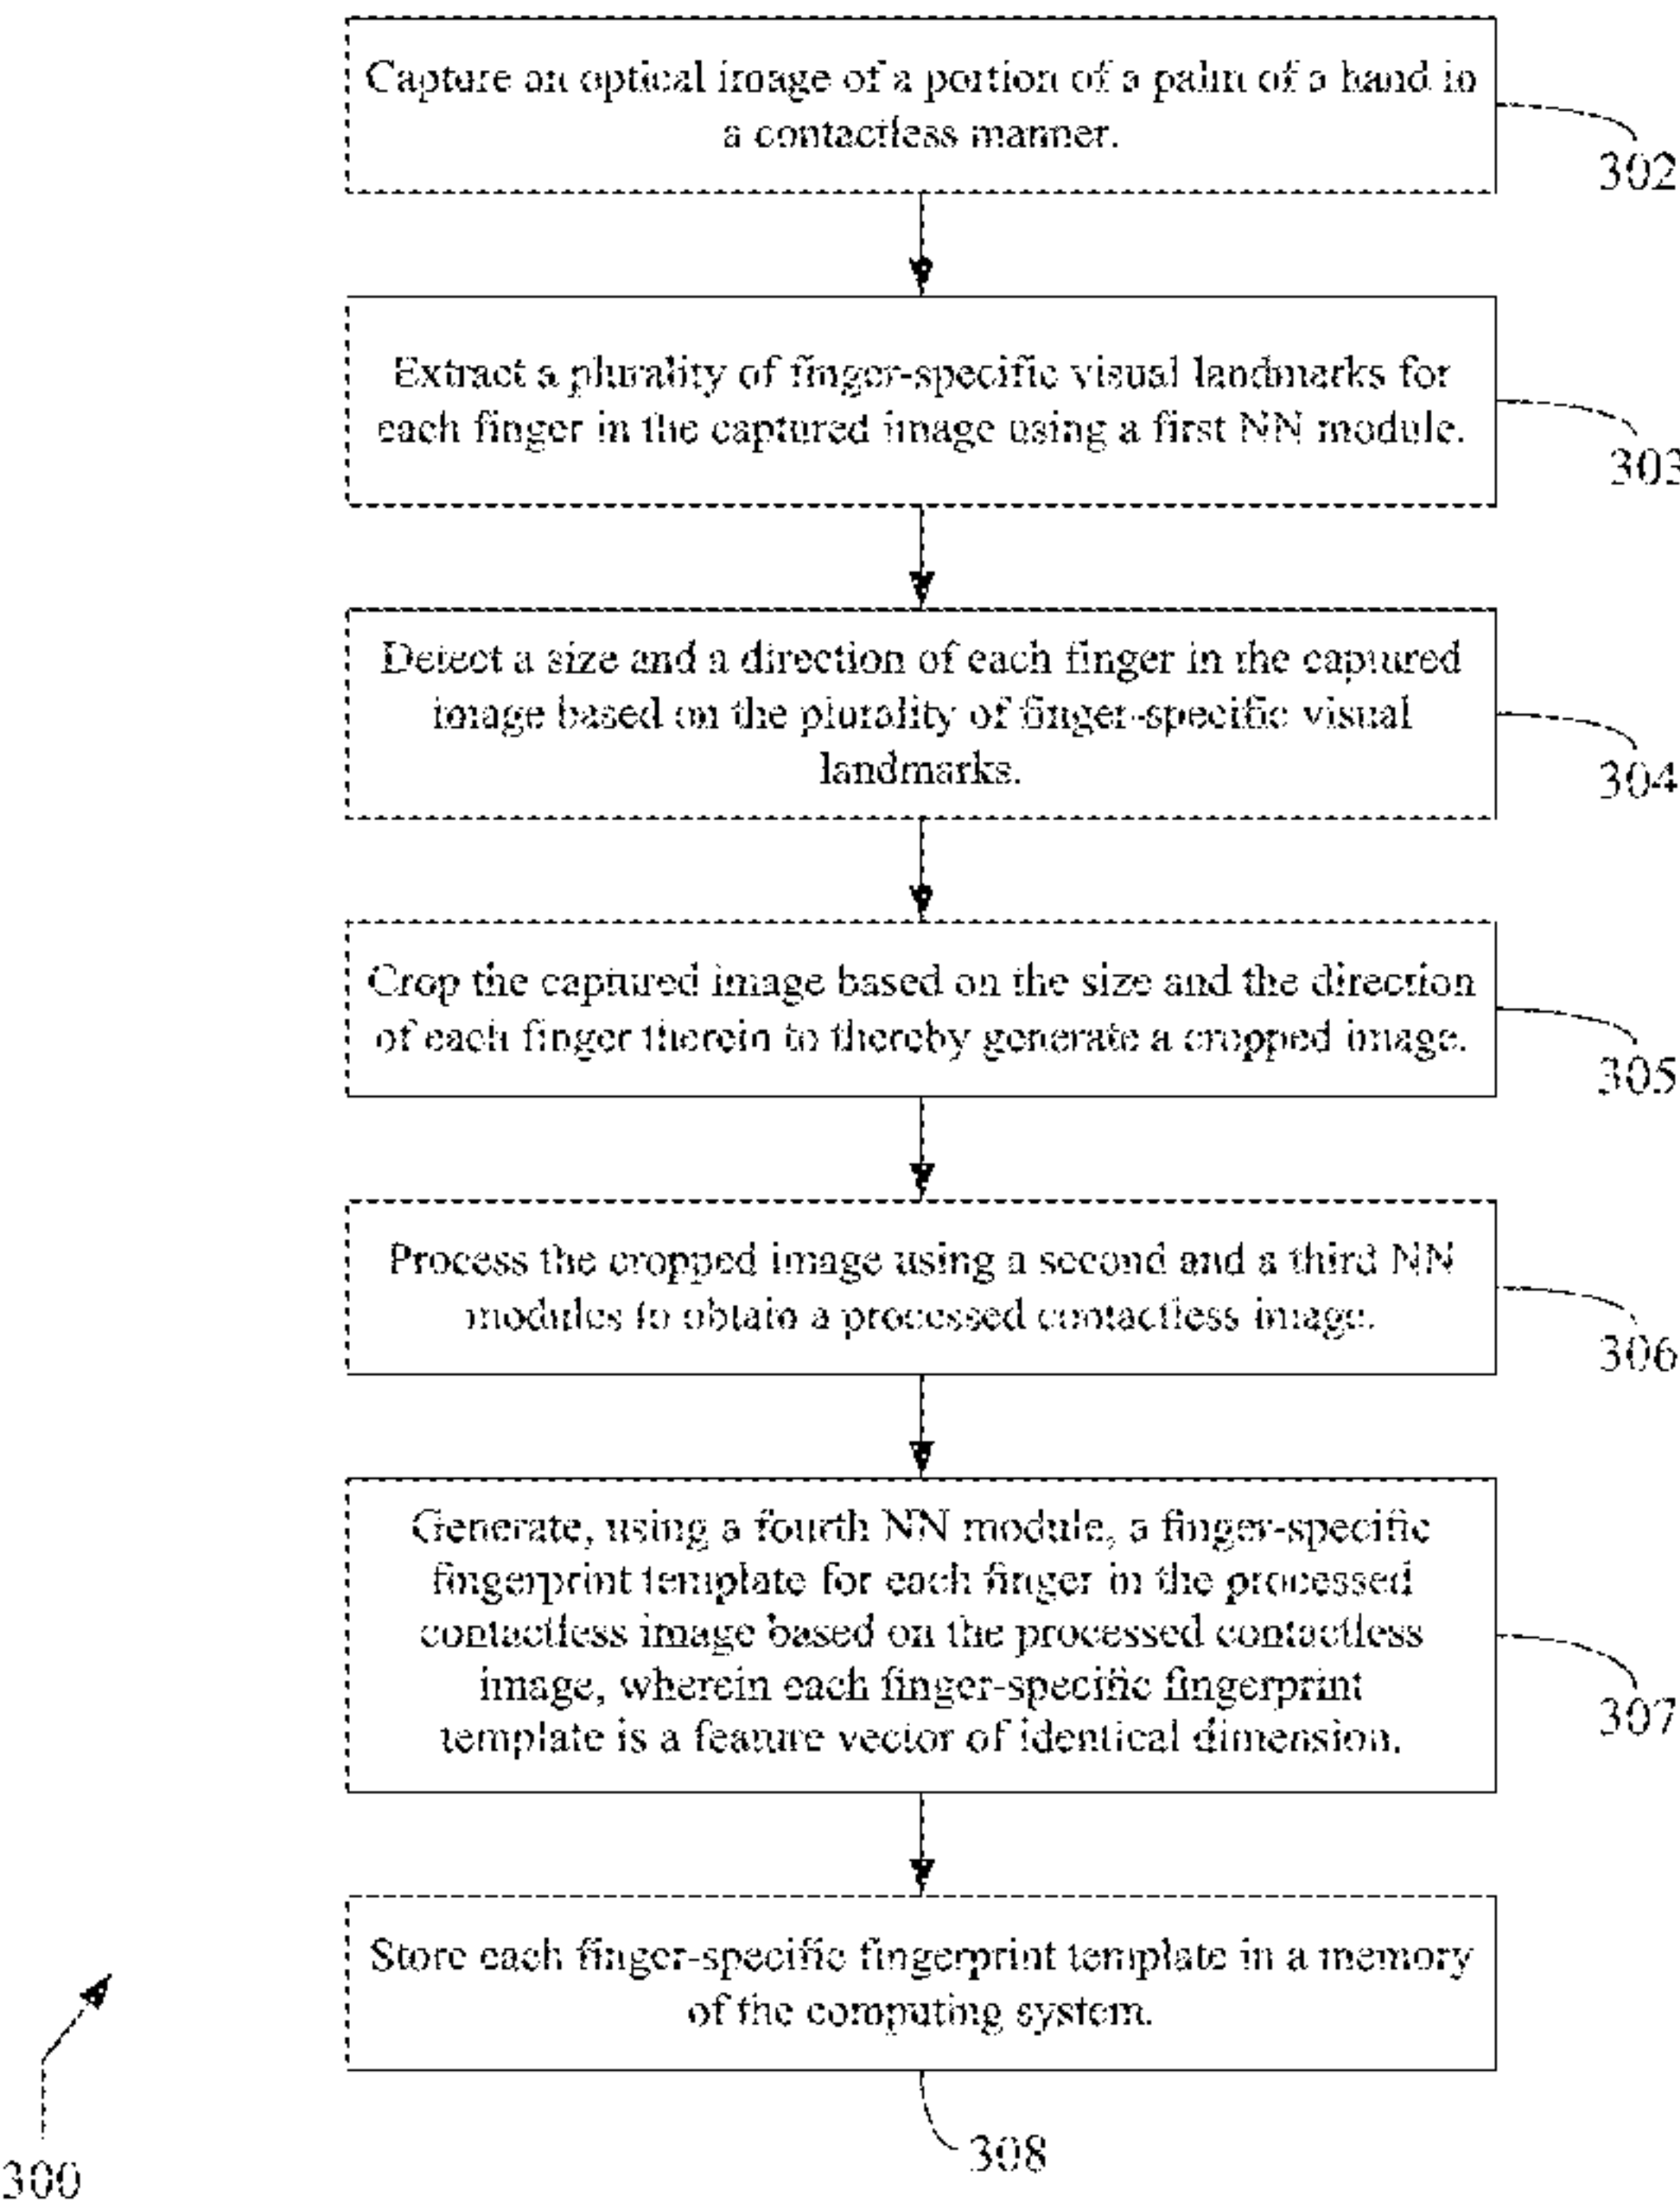 Capture an optical image of a portion of a palm of a hand in
a contactless manner.
302
Extract a plurality of finger-specific visual landmarks for
each finger in the captured image using a first NN module.
303
Detect a size and a direction of each finger in the captured
image based on the plurality of finger-specific visual
landmarks.
304
Crop the captured image based on the size and the direction
of each finger therein to thereby generate a cropped image.
305
Process the cropped image using a second and a third NN
modules to obtain a processed contactless image.
306
Generate, using a fourth NN module, a finger-specific
fingerprint template for each finger in the processed
contactless image based on the processed contactless
image, wherein each finger-specific fingerprint
template is a feature vector of identical dimension.
307
Store each finger-specific fingerprint template in a memory
of the computing system.
308
300